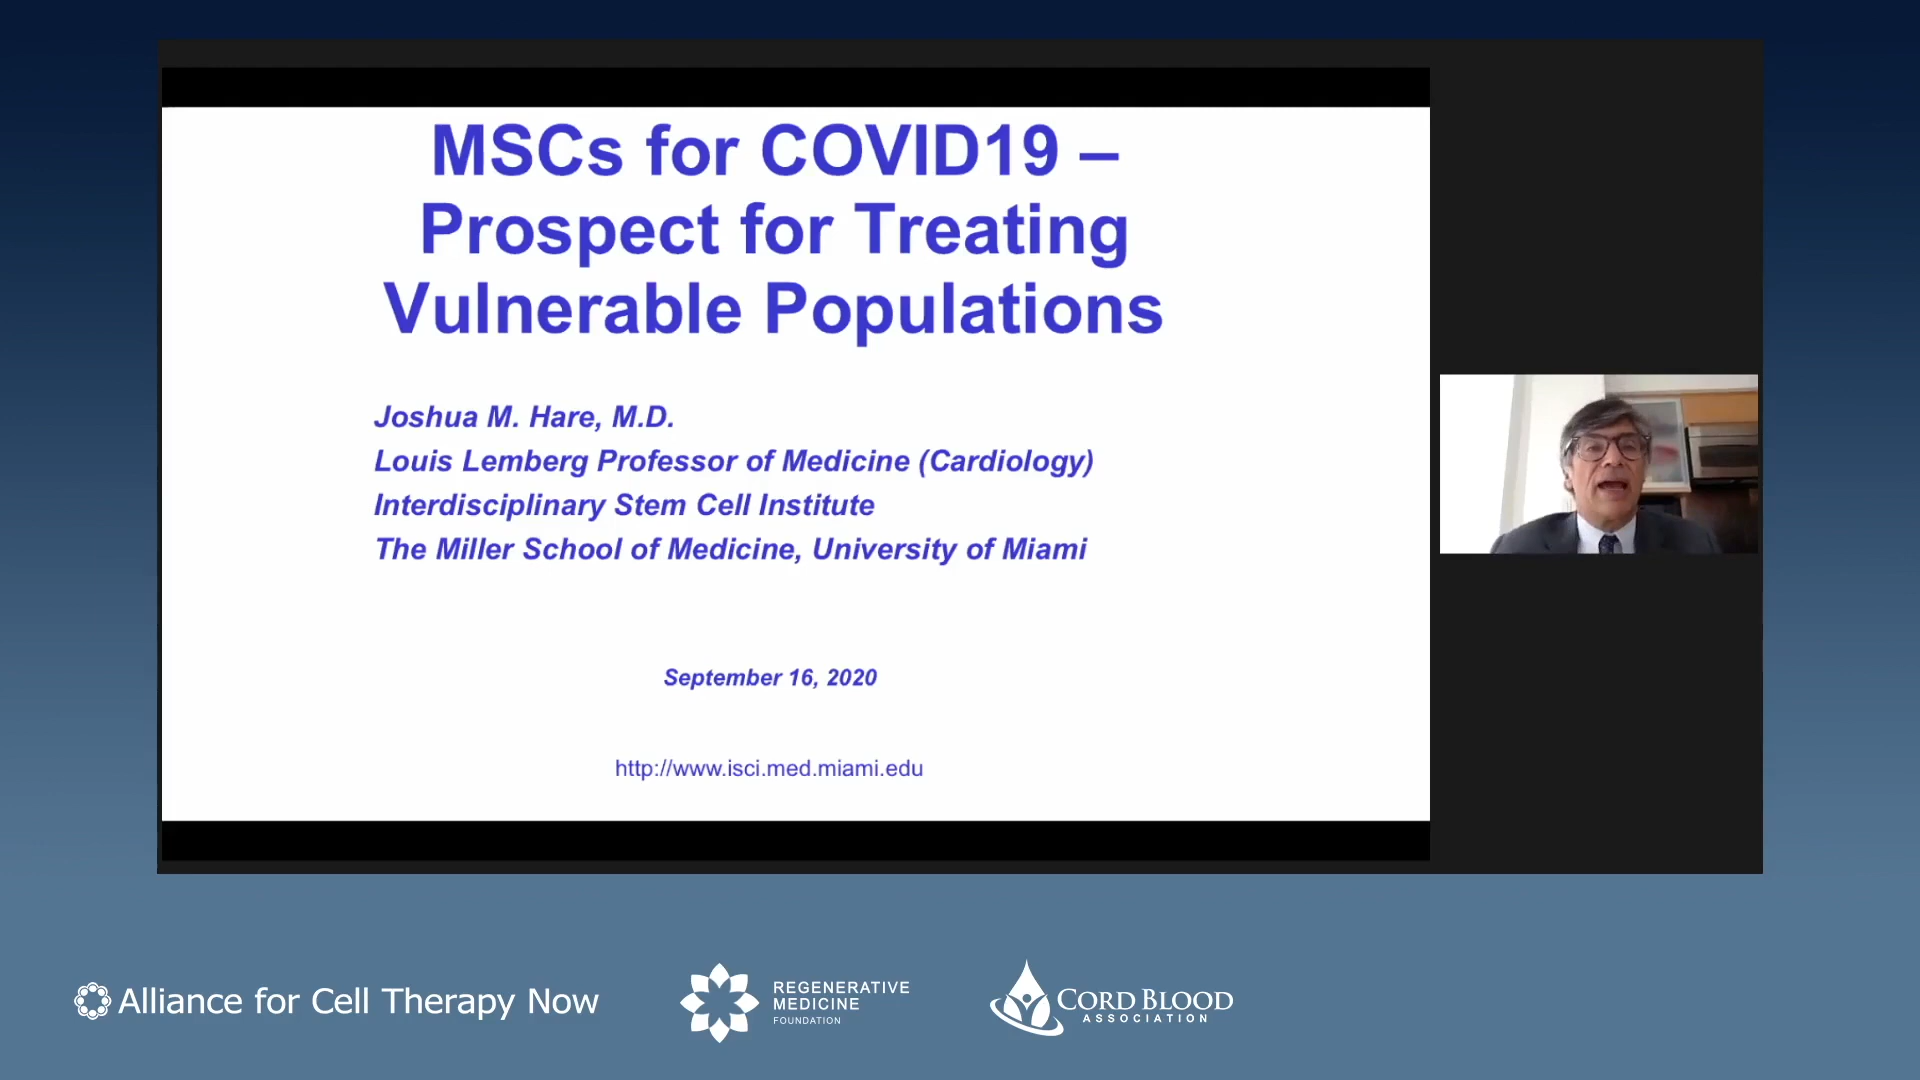 MSCs for COVID19 –
Prospect for Treating
Vulnerable Populations
Joshua M. Hare, M.D.
Louis Lemberg Professor of Medicine (Cardiology)
Interdisciplinary Stem Cell Institute
The Miller School of Medicine, University of Miami
September 16, 2020
http://www.isci.med.miami.edu
Alliance for Cell Therapy Now
REGENERATIVE
MEDICINE
FOUNDATION
CORD BLOOD
ASSOCIATION